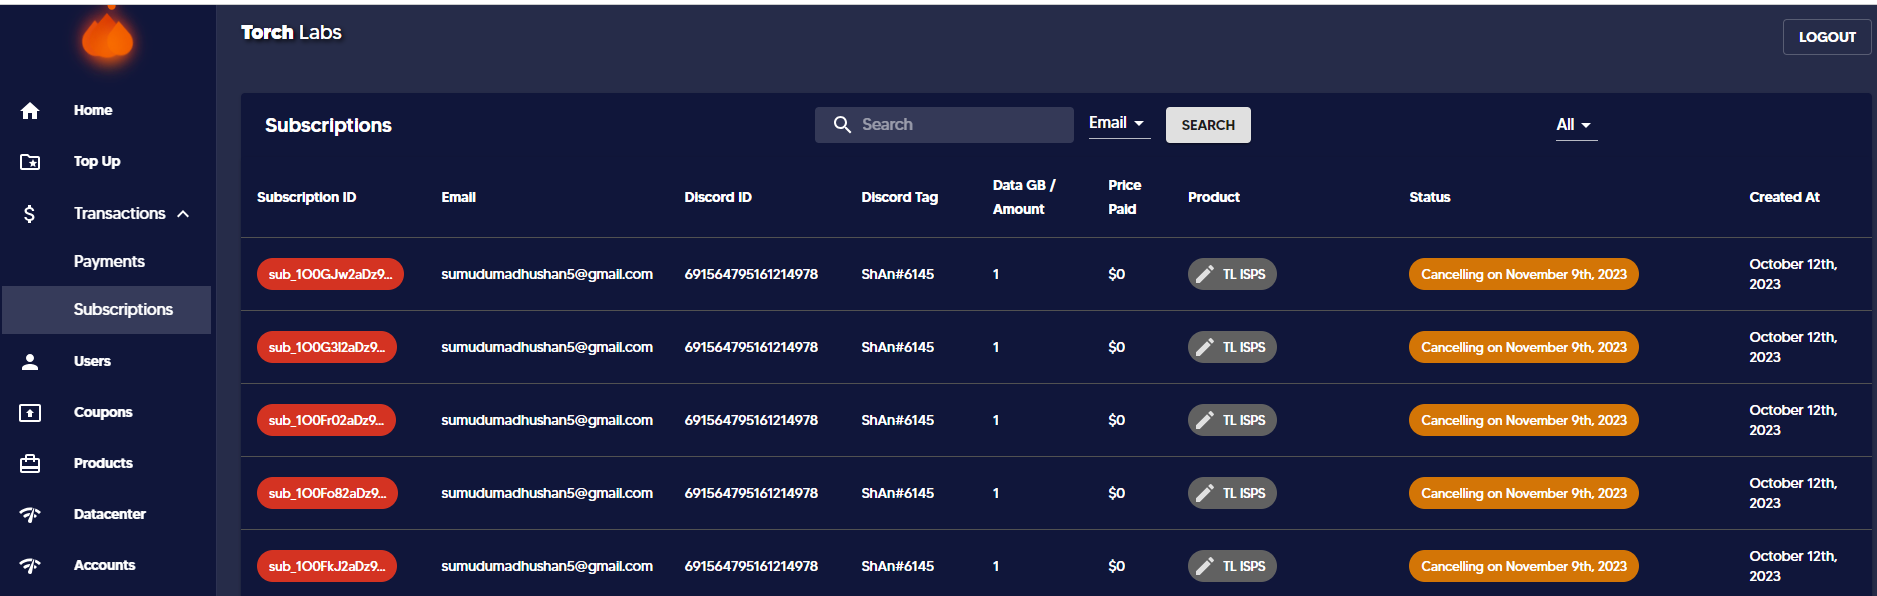 Torch Labs
LOGOUT
Home
Top Up
Transactions
Payments
Subscriptions
Users
Coupons
Products
Datacenter
Accounts
Subscriptions
Search
Email
SEARCH
All
Subscription ID Email Discord ID Discord Tag Data GB / Amount Price Paid Product Status Created At
sub_1O0GJw2aDz9... sumudumadhushan5@gmail.com 691564795161214978 ShAn#6145 1 $0 TL ISPS Cancelling on November 9th, 2023 October 12th, 2023
sub_1O0G3I2aDz9... sumudumadhushan5@gmail.com 691564795161214978 ShAn#6145 1 $0 TL ISPS Cancelling on November 9th, 2023 October 12th, 2023
sub_1O0Fr02aDz9... sumudumadhushan5@gmail.com 691564795161214978 ShAn#6145 1 $0 TL ISPS Cancelling on November 9th, 2023 October 12th, 2023
sub_1O0Fo82aDz9... sumudumadhushan5@gmail.com 691564795161214978 ShAn#6145 1 $0 TL ISPS Cancelling on November 9th, 2023 October 12th, 2023
sub_1O0FkJ2aDz9... sumudumadhushan5@gmail.com 691564795161214978 ShAn#6145 1 $0 TL ISPS Cancelling on November 9th, 2023 October 12th, 2023